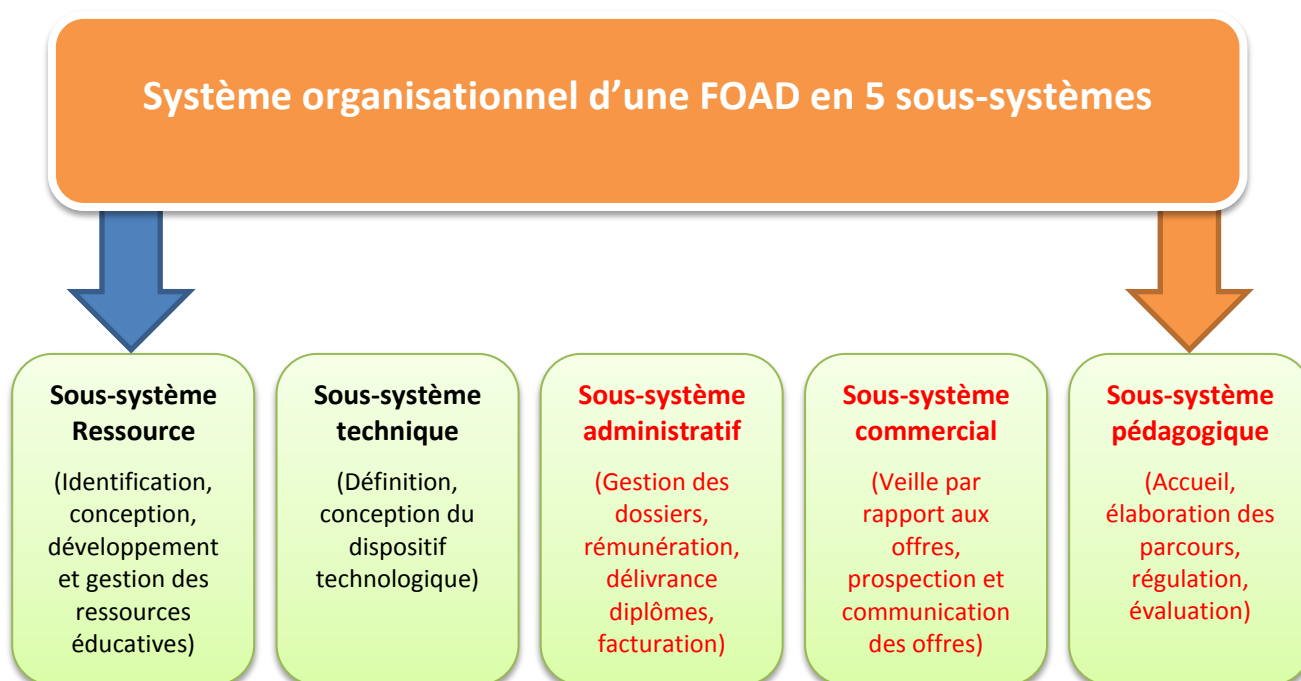 Système organisationnel d’une FOAD en 5 sous-systèmes
Sous-système
Ressource
(Identification,
conception,
développement
et gestion des
ressources
éducatives)
Sous-système
technique
(Définition,
conception du
dispositif
technologique)
Sous-système
administratif
(Gestion des
dossiers,
rémunération,
délivrance
diplômes,
facturation)
Sous-système
commercial
(Veille par
rapport aux
offres,
prospection et
communication
des offres)
Sous-système
pédagogique
(Accueil,
élaboration des
parcours,
régulation,
évaluation)